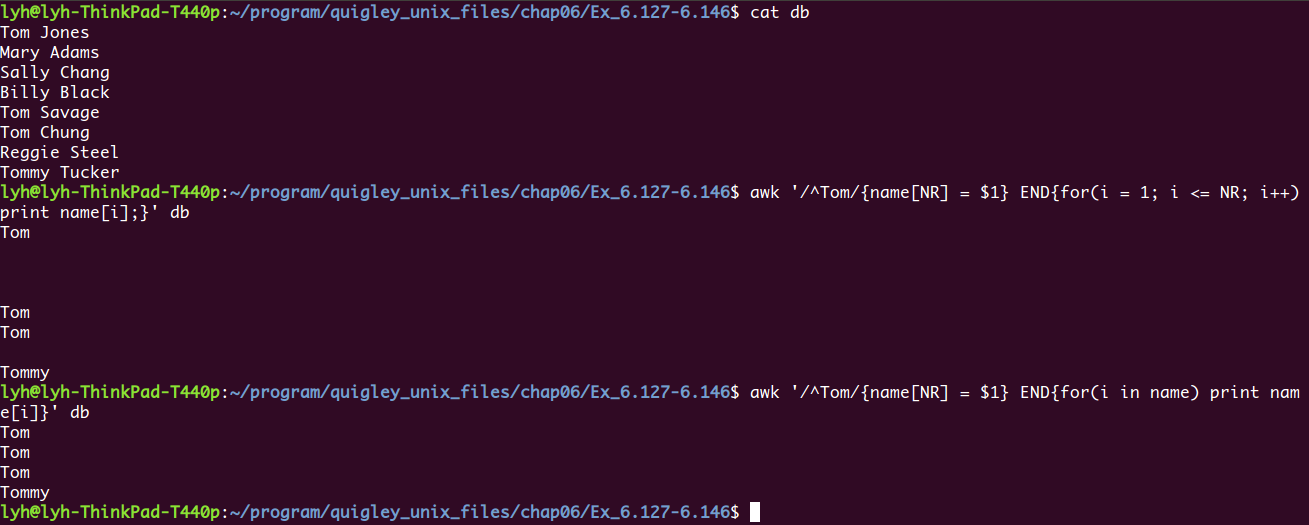 lyh@lyh-ThinkPad-T440p:~/program/quigley_unix_files/chap06/Ex_6.127-6.146$ cat db
Tom Jones
Mary Adams
Sally Chang
Billy Black
Tom Savage
Tom Chung
Reggie Steel
Tommy Tucker
lyh@lyh-ThinkPad-T440p:~/program/quigley_unix_files/chap06/Ex_6.127-6.146$ awk '/^Tom/{name[NR] = $1} END{for(i = 1; i <= NR; i++)
print name[i];}' db
Tom
Tom
Tom
Tommy
lyh@lyh-ThinkPad-T440p:~/program/quigley_unix_files/chap06/Ex_6.127-6.146$ awk '/^Tom/{name[NR] = $1} END{for(i in name) print nam
e[i]}' db
Tom
Tom
Tom
Tommy
lyh@lyh-ThinkPad-T440p:~/program/quigley_unix_files/chap06/Ex_6.127-6.146$